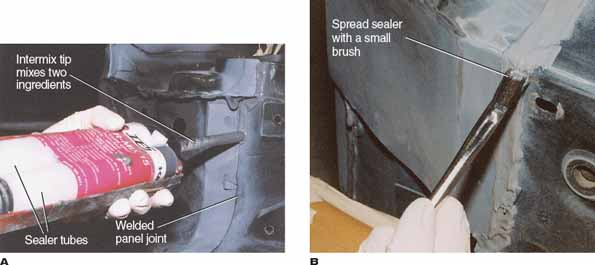 Intermix tip
mixes two
ingredients
Sealer tubes
Welded
panel joint
A
Spread sealer
with a small
brush
B